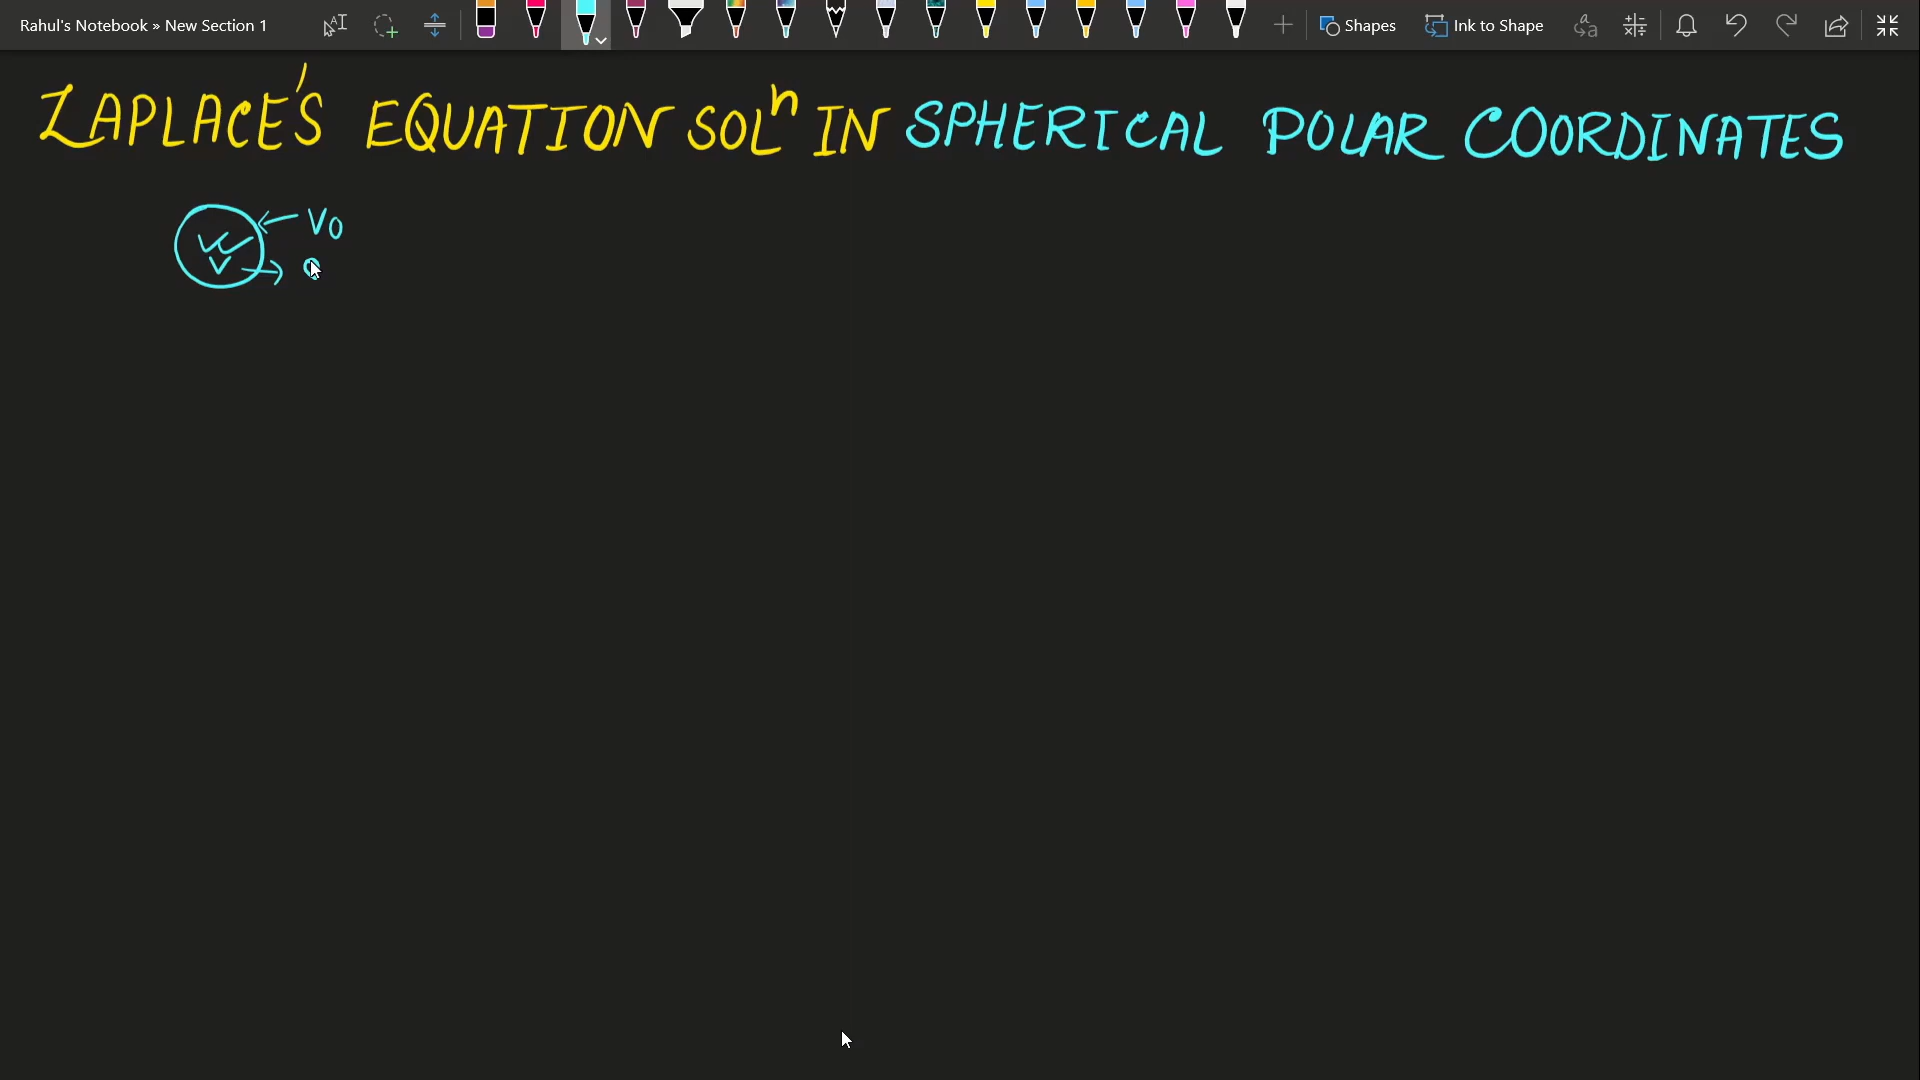 Rahul's Notebook » New Section 1
Shapes
Ink to Shape
LAPLACE'S EQUATION SOLⁿ IN SPHERICAL POLAR COORDINATES
V0
V